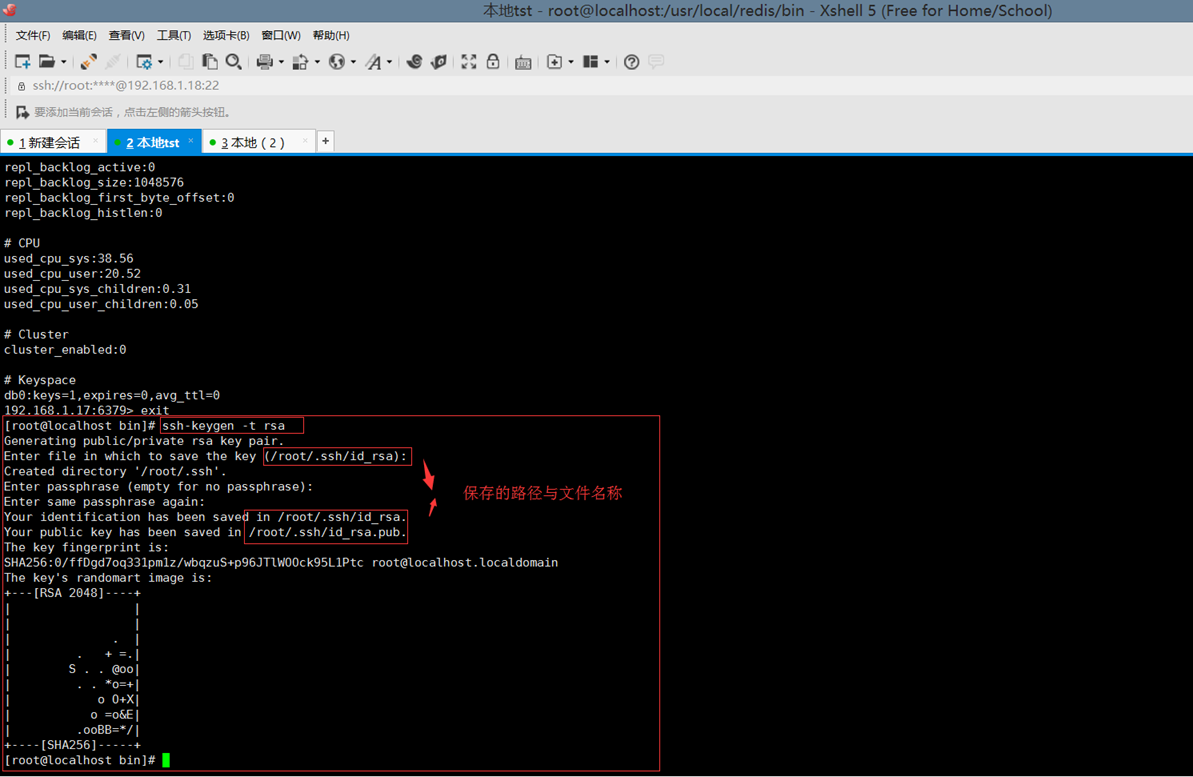 本地tst - root@localhost:/usr/local/redis/bin - Xshell 5 (Free for Home/School)
文件(F) 编辑(E) 查看(V) 工具(T) 选项卡(B) 窗口(W) 帮助(H)
ssh://root:****@192.168.1.18:22
要添加当前会话，点击左侧的箭头按钮。
1 新建会话 × 2 本地tst × 3 本地（2） × +
repl_backlog_active:0
repl_backlog_size:1048576
repl_backlog_first_byte_offset:0
repl_backlog_histlen:0
# CPU
used_cpu_sys:38.56
used_cpu_user:20.52
used_cpu_sys_children:0.31
used_cpu_user_children:0.05
# Cluster
cluster_enabled:0
# Keyspace
db0:keys=1,expires=0,avg_ttl=0
192.168.1.17:6379> exit
[root@localhost bin]# ssh-keygen -t rsa
Generating public/private rsa key pair.
Enter file in which to save the key (/root/.ssh/id_rsa):
Created directory '/root/.ssh'.
Enter passphrase (empty for no passphrase):
保存的路径与文件名称
Enter same passphrase again:
Your identification has been saved in /root/.ssh/id_rsa.
Your public key has been saved in /root/.ssh/id_rsa.pub.
The key fingerprint is:
SHA256:0/ffDgd7oq331pm1z/wbqzuS+p96JTlWOOck95L1Ptc root@localhost.localdomain
The key's randomart image is:
+---[RSA 2048]----+
|                 |
|                 |
|              .  |
|         .   + =.|
|        S . . @oo|
|         . . *o=+|
|            o O+X|
|           o =o&E|
|         .ooBB=*/|
+----[SHA256]-----+
[root@localhost bin]#